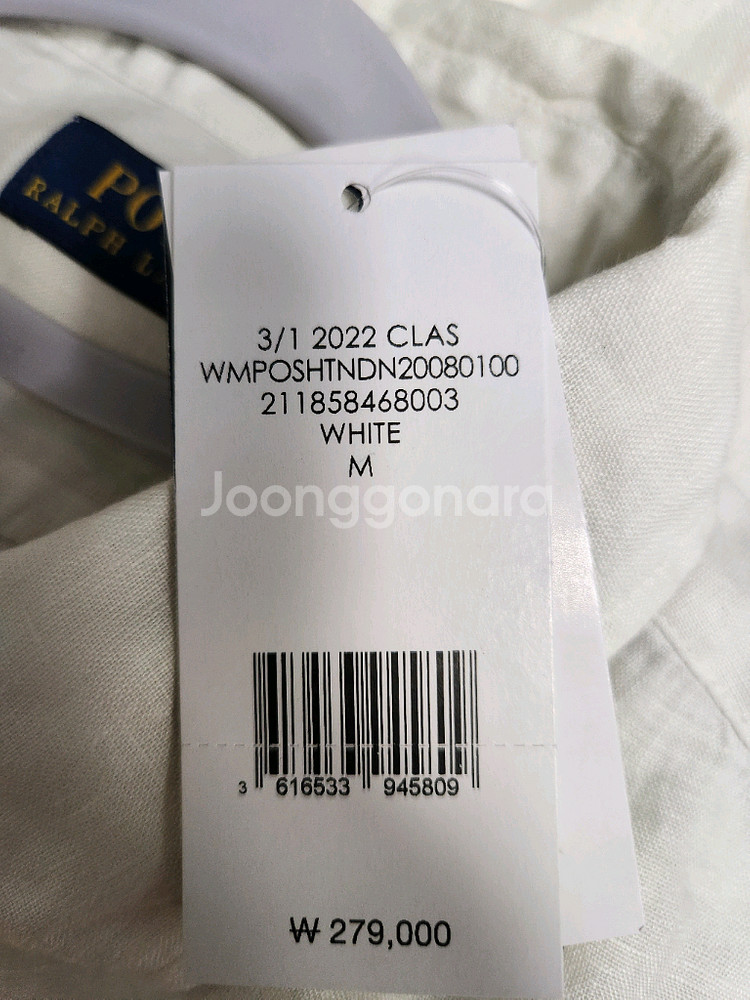 PO
RALPH L
3/1 2022 CLAS
WMPOSHTNDN20080100
211858468003
WHITE
M
Joonggonara
3 616533 945809
₩ 279,000